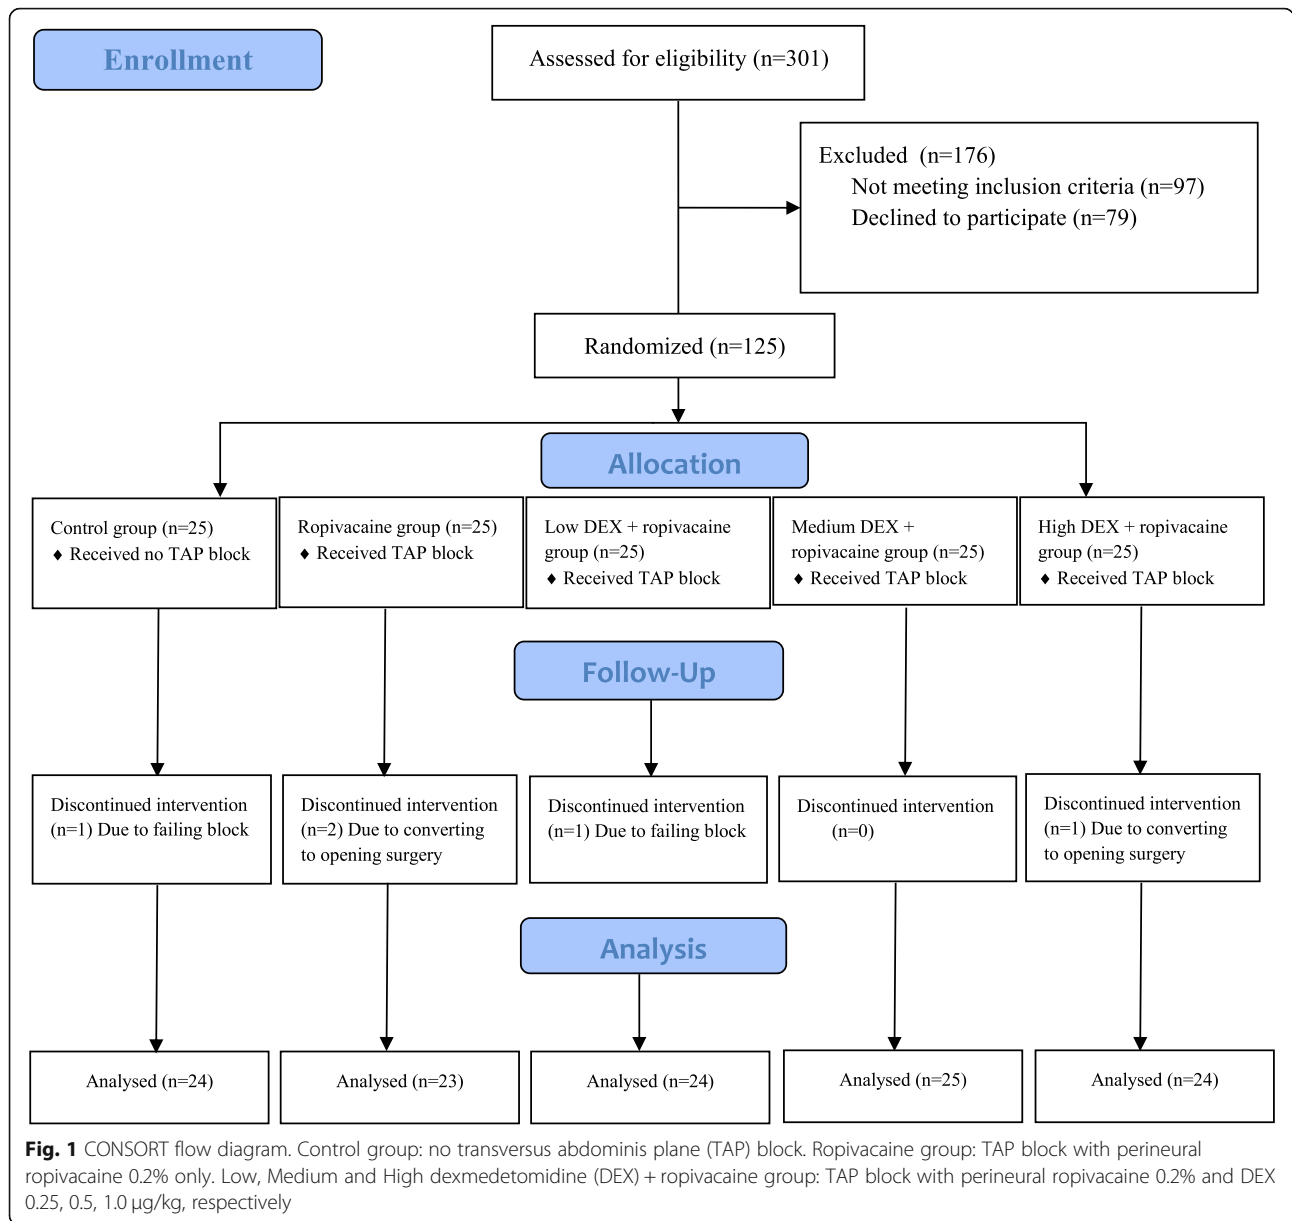 Enrollment
Assessed for eligibility (n=301)
Excluded (n=176)
Not meeting inclusion criteria (n=97)
Declined to participate (n=79)
Randomized (n=125)
Allocation
Control group (n=25)
♦ Received no TAP block
Ropivacaine group (n=25)
♦ Received TAP block
Low DEX + ropivacaine
group (n=25)
♦ Received TAP block
Medium DEX +
ropivacaine group (n=25)
♦ Received TAP block
High DEX + ropivacaine
group (n=25)
♦ Received TAP block
Follow-Up
Discontinued intervention
(n=1) Due to failing block
Discontinued intervention
(n=2) Due to converting
to opening surgery
Discontinued intervention
(n=1) Due to failing block
Discontinued intervention
(n=0)
Discontinued intervention
(n=1) Due to converting
to opening surgery
Analysis
Analysed (n=24)
Analysed (n=23)
Analysed (n=24)
Analysed (n=25)
Analysed (n=24)
Fig. 1 CONSORT flow diagram. Control group: no transversus abdominis plane (TAP) block. Ropivacaine group: TAP block with perineural
ropivacaine 0.2% only. Low, Medium and High dexmedetomidine (DEX) + ropivacaine group: TAP block with perineural ropivacaine 0.2% and DEX
0.25, 0.5, 1.0 μg/kg, respectively